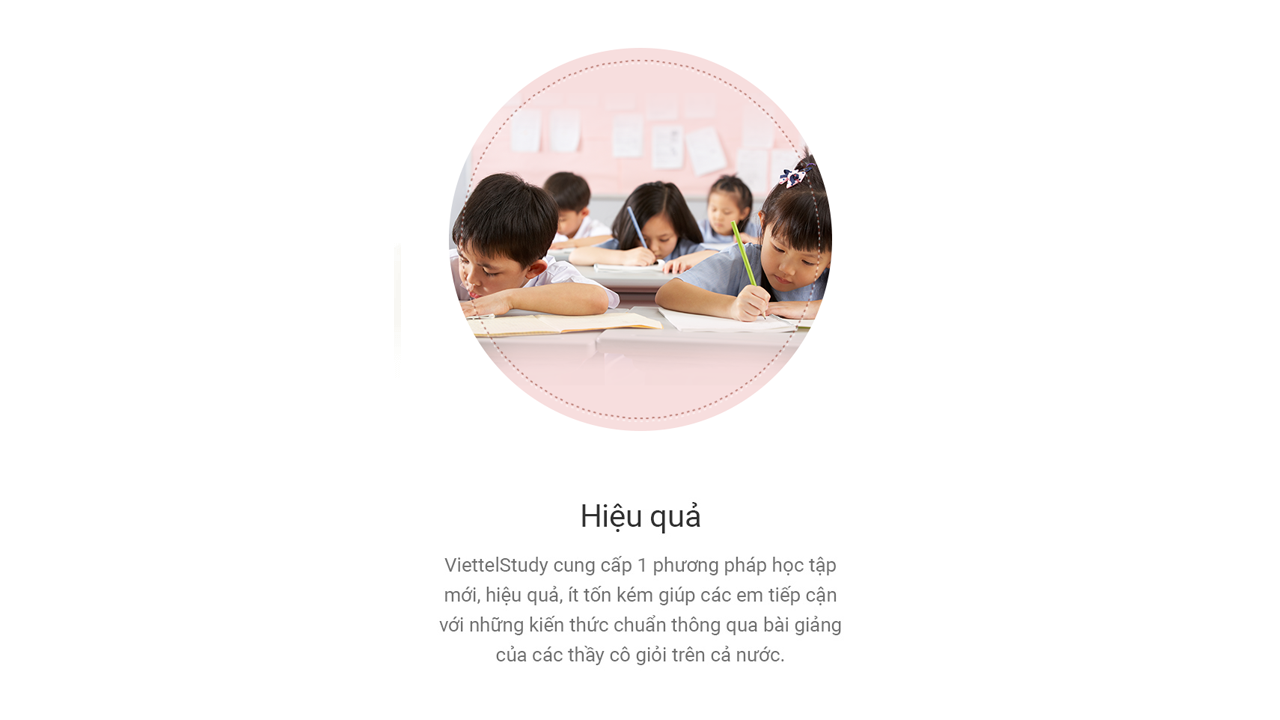 Hiệu quả
ViettelStudy cung cấp 1 phương pháp học tập
mới, hiệu quả, ít tốn kém giúp các em tiếp cận
với những kiến thức chuẩn thông qua bài giảng
của các thầy cô giỏi trên cả nước.